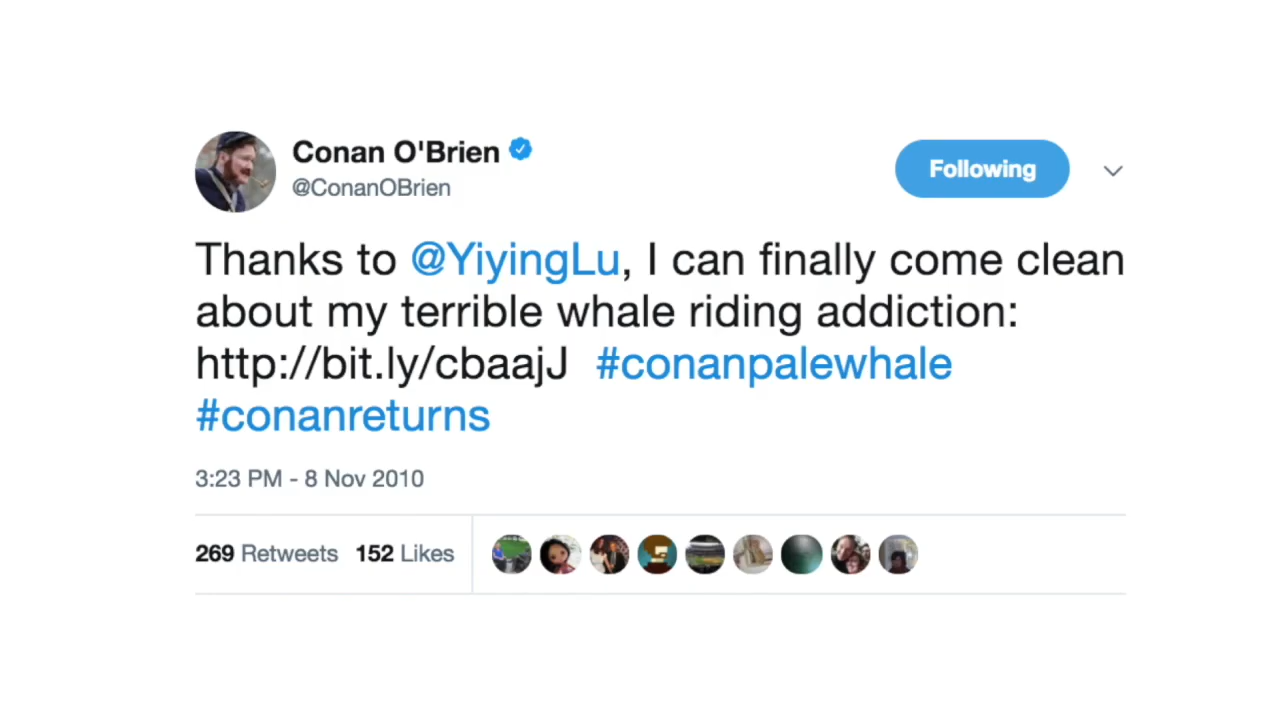 Conan O'Brien
@ConanOBrien
Following
Thanks to @YiyingLu, I can finally come clean
about my terrible whale riding addiction:
http://bit.ly/cbaajJ #conanpalewhale
#conanreturns
3:23 PM - 8 Nov 2010
269 Retweets 152 Likes